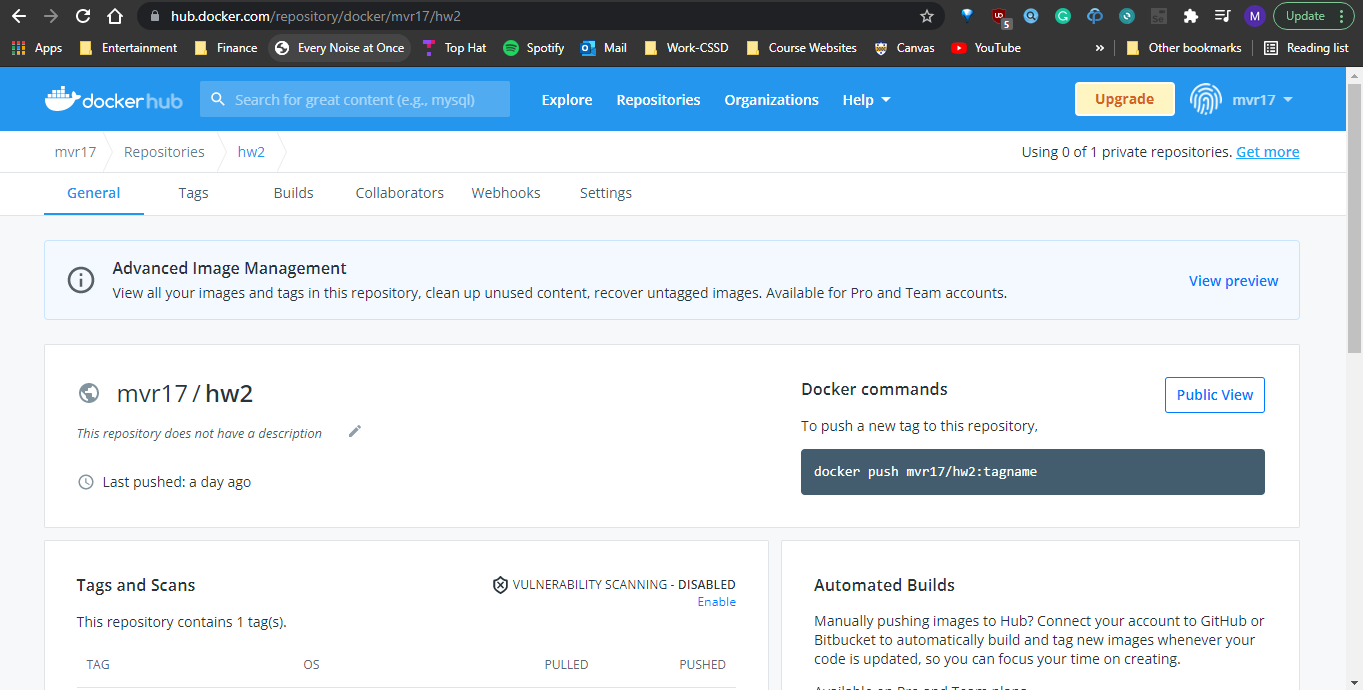 hub.docker.com/repository/docker/mvr17/hw2
5
M
Update
Apps
Entertainment
Finance
Every Noise at Once
Top Hat
Spotify
Mail
Work-CSSD
Course Websites
Canvas
YouTube
»
Other bookmarks
Reading list
docker hub
Search for great content (e.g., mysql)
Explore
Repositories
Organizations
Help
Upgrade
mvr17
mvr17
Repositories
hw2
Using 0 of 1 private repositories. Get more
General
Tags
Builds
Collaborators
Webhooks
Settings
Advanced Image Management
View all your images and tags in this repository, clean up unused content, recover untagged images. Available for Pro and Team accounts.
View preview
mvr17 / hw2
This repository does not have a description
Last pushed: a day ago
Docker commands
Public View
To push a new tag to this repository,
docker push mvr17/hw2:tagname
Tags and Scans
VULNERABILITY SCANNING - DISABLED
Enable
This repository contains 1 tag(s).
TAG
OS
PULLED
PUSHED
Automated Builds
Manually pushing images to Hub? Connect your account to GitHub or
Bitbucket to automatically build and tag new images whenever your
code is updated, so you can focus your time on creating.
Available on Pro and Team plans.